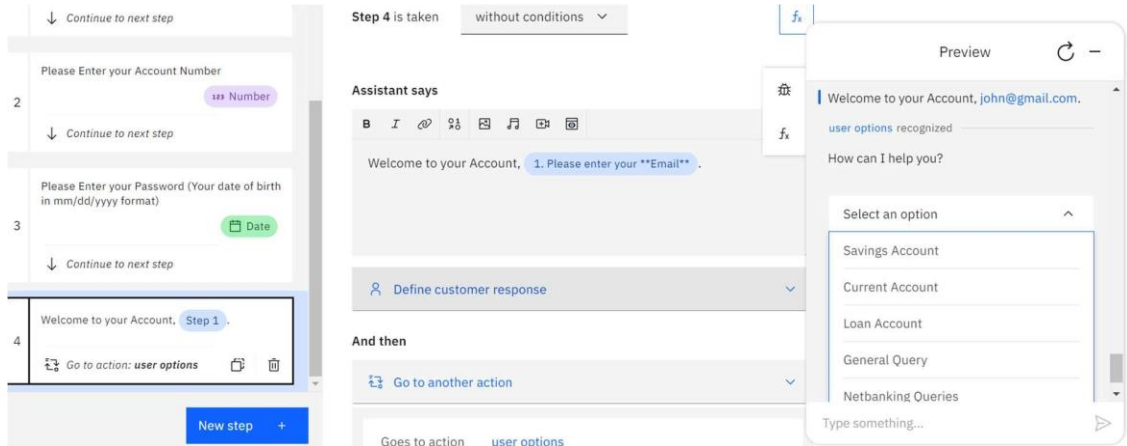 Continue to next step
2
Please Enter your Account Number
123 Number
Continue to next step
3
Please Enter your Password (Your date of birth
in mm/dd/yyyy format)
Date
Continue to next step
4
Welcome to your Account, Step 1 .
Go to action: user options
New step +
Step 4 is taken
without conditions
fx
Assistant says
B I
Welcome to your Account, 1. Please enter your **Email** .
fx
Define customer response
And then
Go to another action
Goes to action user options
Preview
Welcome to your Account, john@gmail.com.
user options recognized
How can I help you?
Select an option
Savings Account
Current Account
Loan Account
General Query
Netbanking Queries
Type something...